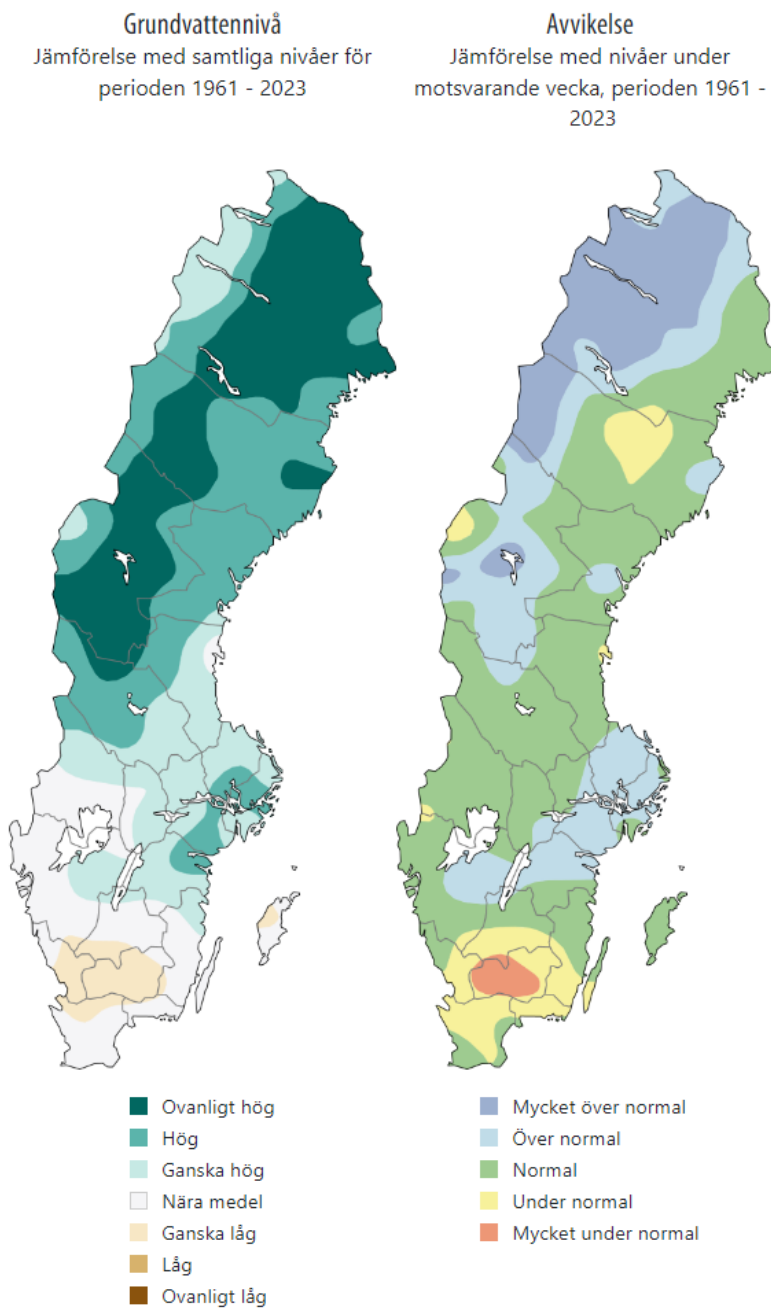 Grundvattennivå
Jämförelse med samtliga nivåer för
perioden 1961 - 2023
Avvikelse
Jämförelse med nivåer under
motsvarande vecka, perioden 1961 -
2023
Ovanligt hög
Hög
Ganska hög
Nära medel
Ganska låg
Låg
Ovanligt låg
Mycket över normal
Över normal
Normal
Under normal
Mycket under normal